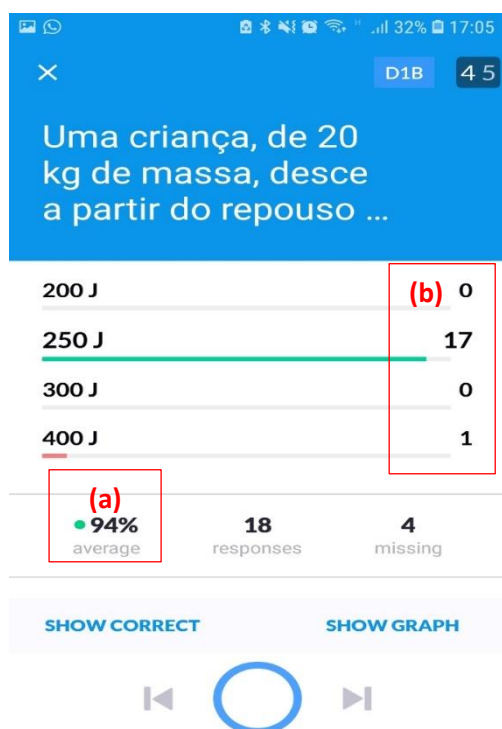 32% 17:05
D1B 45
Uma criança, de 20
kg de massa, desce
a partir do repouso ...
200 J (b) 0
250 J 17
300 J 0
400 J 1
(a)
94% 18 4
average responses missing
SHOW CORRECT SHOW GRAPH